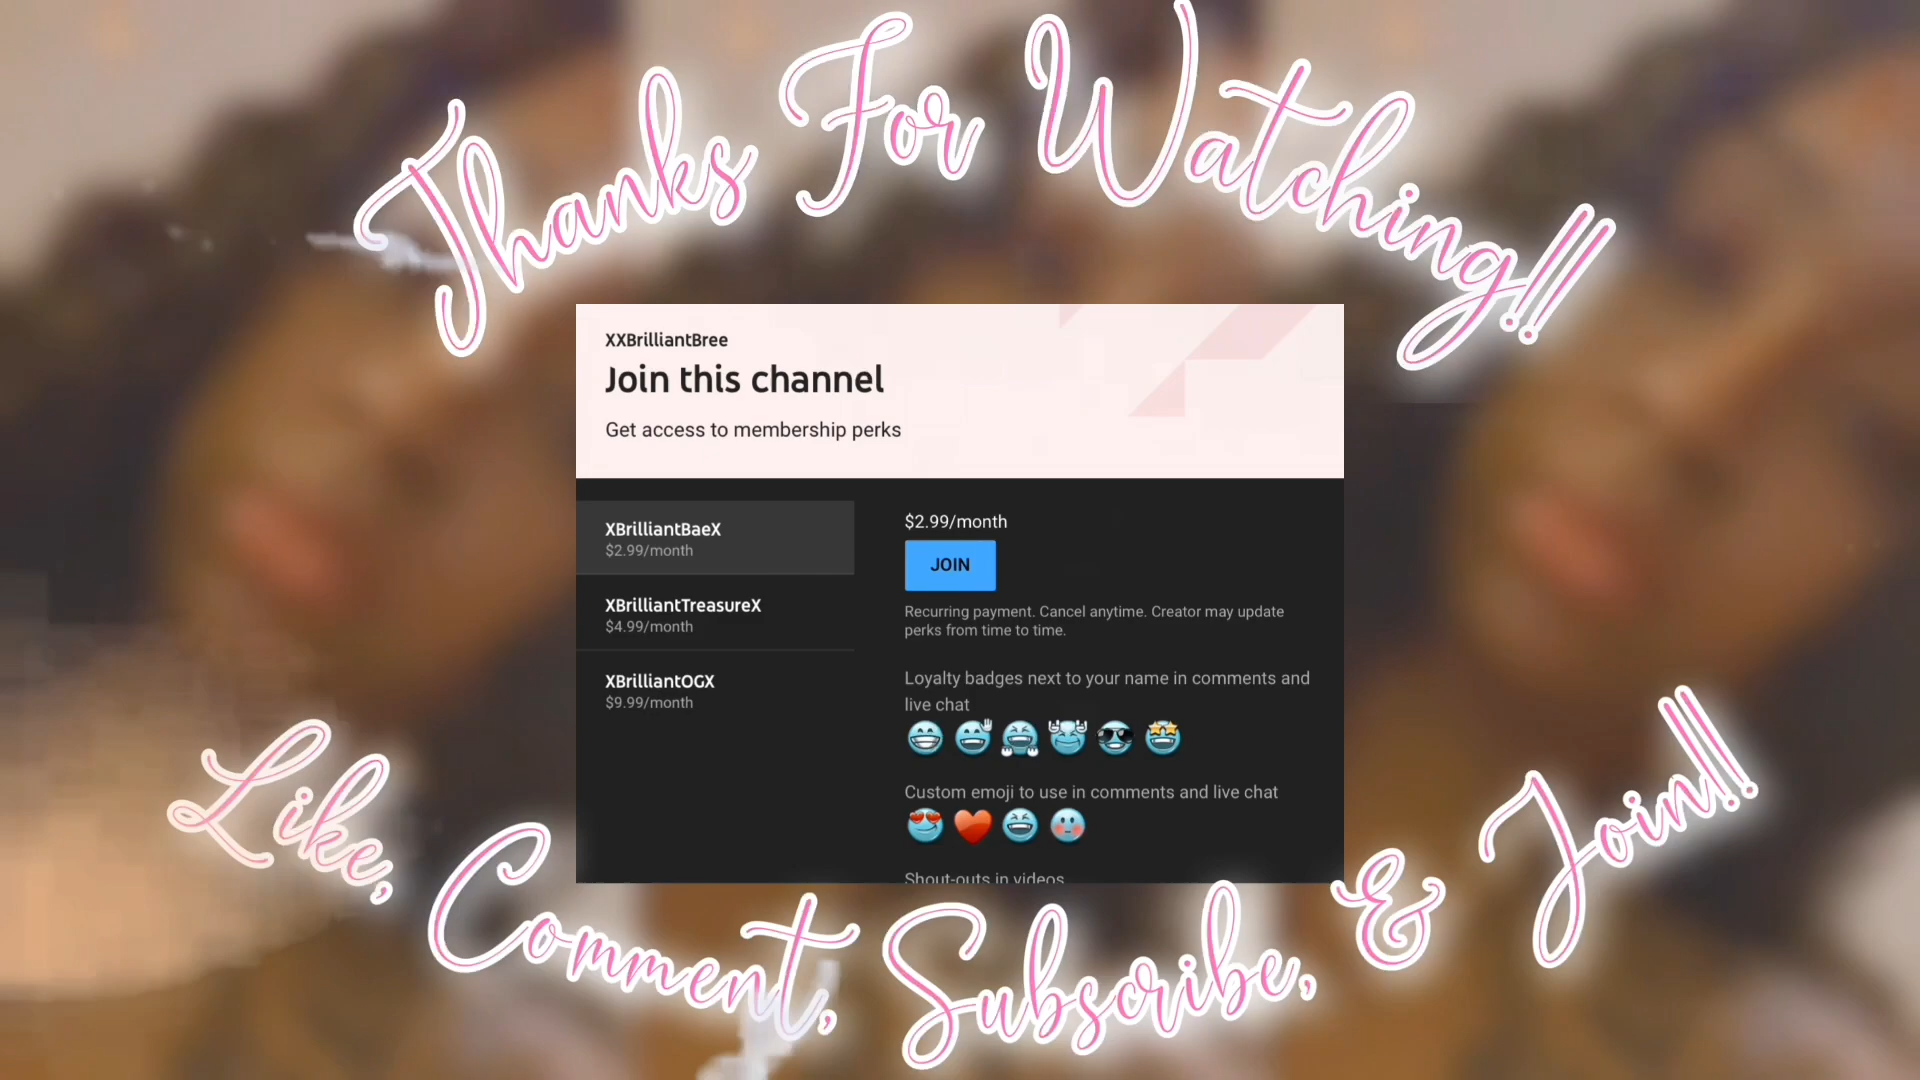 Thanks For Watching!!
XXBrilliantBree
Join this channel
Get access to membership perks
XBrilliantBaeX
$2.99/month
XBrilliantTreasureX
$4.99/month
XBrilliantOGX
$9.99/month
$2.99/month
JOIN
Recurring payment. Cancel anytime. Creator may update
perks from time to time.
Loyalty badges next to your name in comments and
live chat
Custom emoji to use in comments and live chat
Shout-outs in videos
Like, Comment, Subscribe, & Join!!